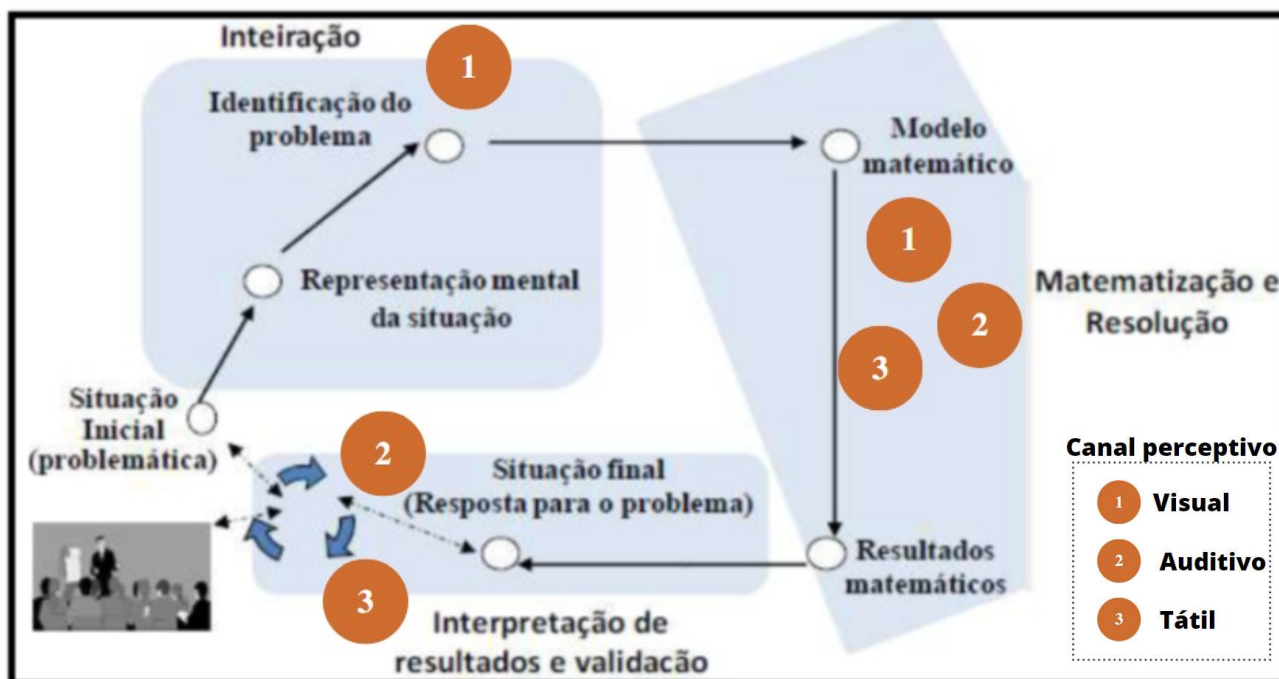 Inteiração
1
Identificação do
problema
Representação mental
da situação
Situação
Inicial
(problemática)
Modelo
matemático
1
2
3
Matematização e
Resolução
2
Situação final
(Resposta para o problema)
3
Resultados
matemáticos
Interpretação de
resultados e validação
Canal perceptivo
1 Visual
2 Auditivo
3 Tátil